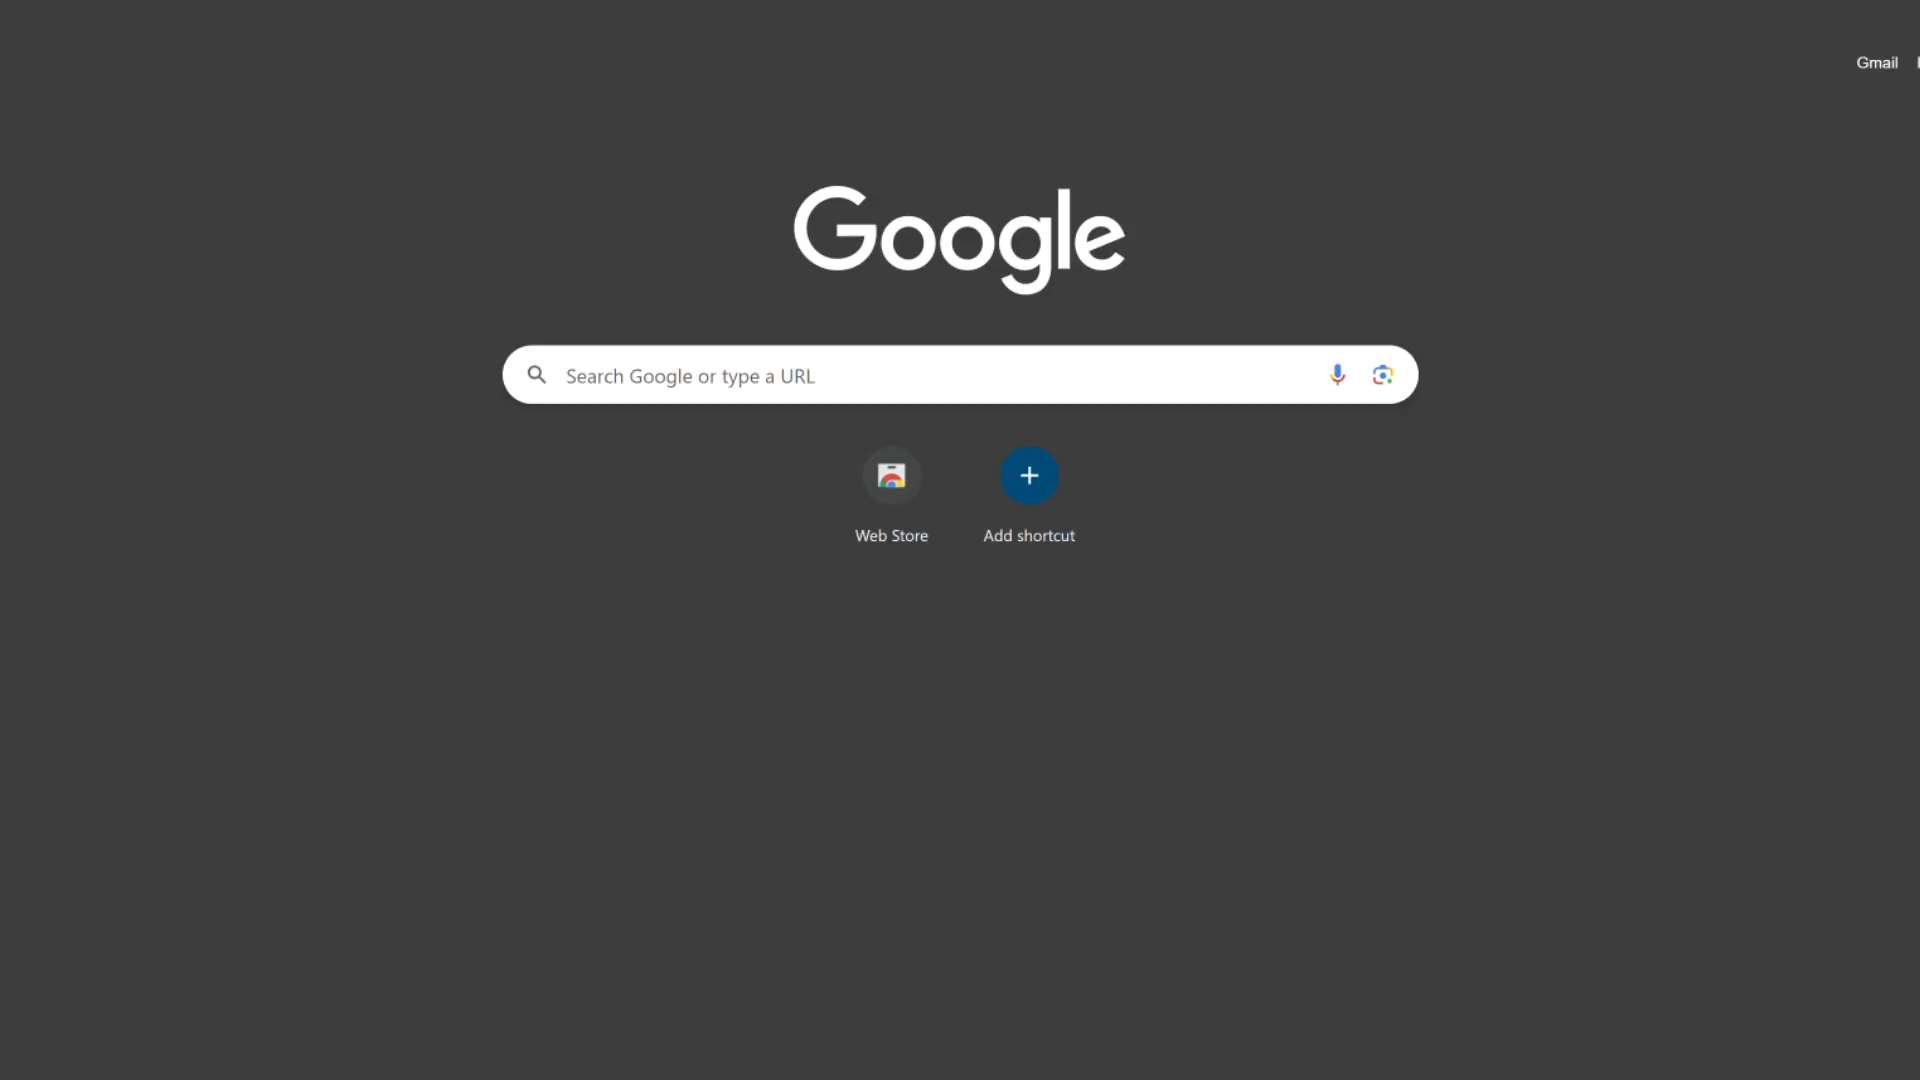 Gmail
Google
Search Google or type a URL
Web Store
Add shortcut